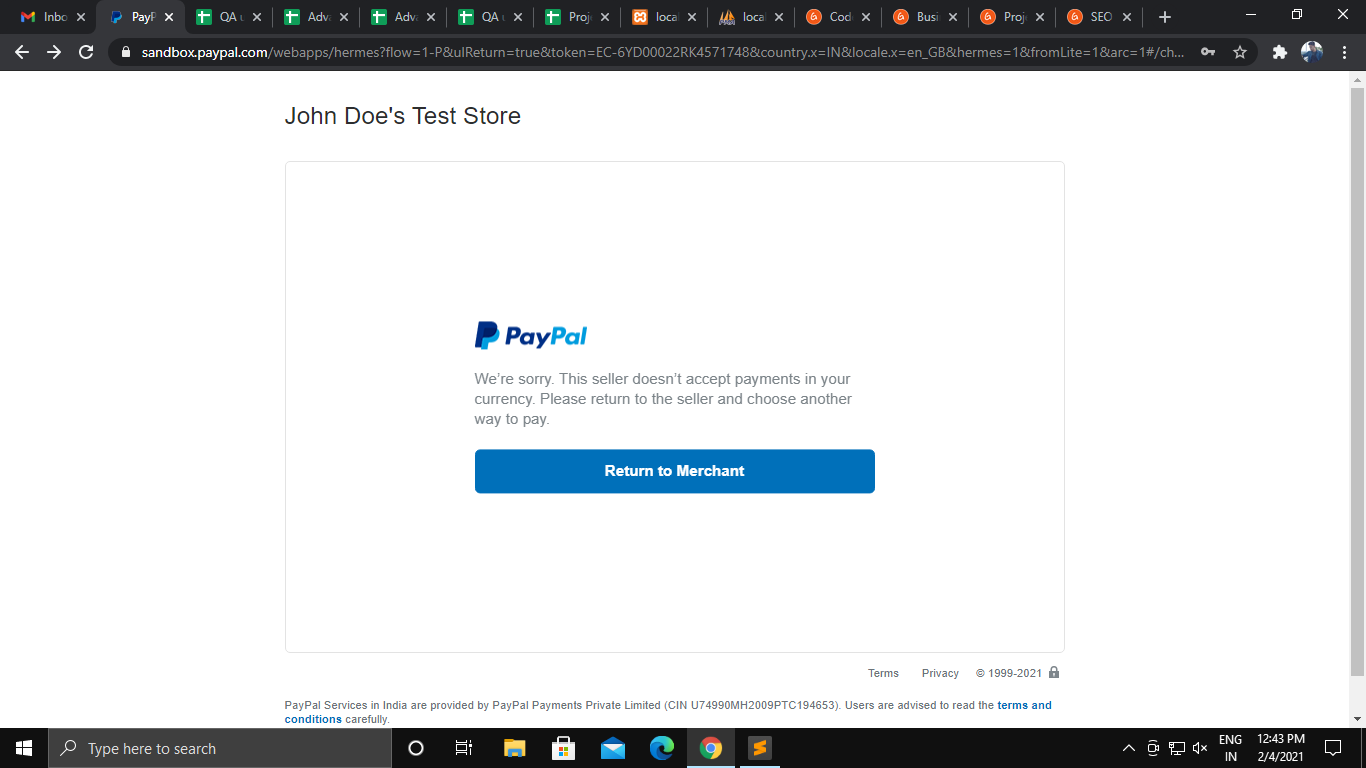 Inbo
PayP
QA u
Adva
Adva
QA u
Proj
local
local
Cod
Busi
Proj
SEO
sandbox.paypal.com/webapps/hermes?flow=1-P&ulReturn=true&token=EC-6YD00022RK4571748&country.x=IN&locale.x=en_GB&hermes=1&fromLite=1&arc=1#/ch...
John Doe's Test Store
PayPal
We're sorry. This seller doesn't accept payments in your
currency. Please return to the seller and choose another
way to pay.
Return to Merchant
Terms Privacy © 1999-2021
PayPal Services in India are provided by PayPal Payments Private Limited (CIN U74990MH2009PTC194653). Users are advised to read the terms and
conditions carefully.
Type here to search
ENG
IN
12:43 PM
2/4/2021